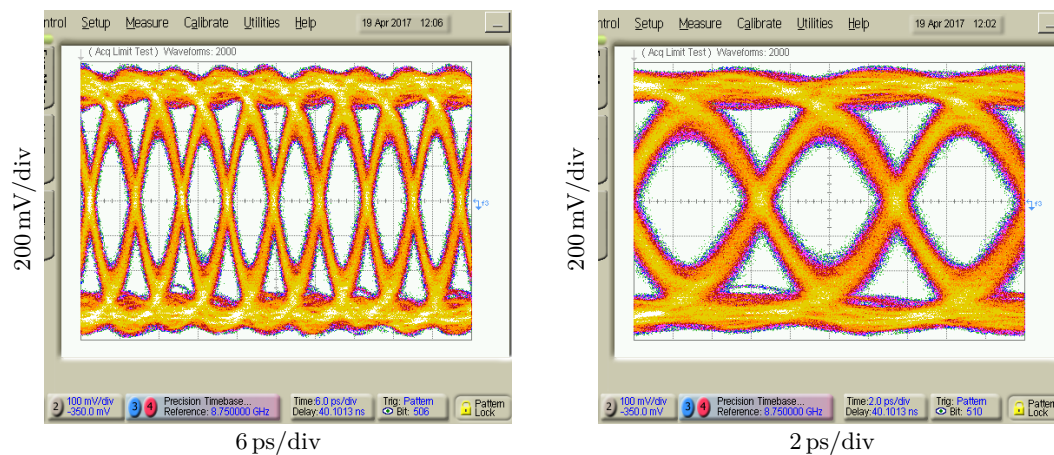 ntrol Setup Measure Calibrate Utilities Help 19 Apr 2017 12:06
( Acq Limit Test ) Waveforms: 2000
200 mV/div
f3
2 100 mV/div 3 4 Precision Timebase... Time:6.0 ps/div Trig: Pattern Pattern
-350.0 mV Reference: 8.750000 GHz Delay:40.1013 ns Bit: 506 Lock
6 ps/div
ntrol Setup Measure Calibrate Utilities Help 19 Apr 2017 12:02
( Acq Limit Test ) Waveforms: 2000
200 mV/div
f3
2 100 mV/div 3 4 Precision Timebase... Time:2.0 ps/div Trig: Pattern Pattern
-350.0 mV Reference: 8.750000 GHz Delay:40.1013 ns Bit: 510 Lock
2 ps/div